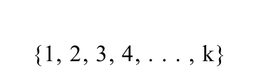 {1, 2, 3, 4, . . . , k}